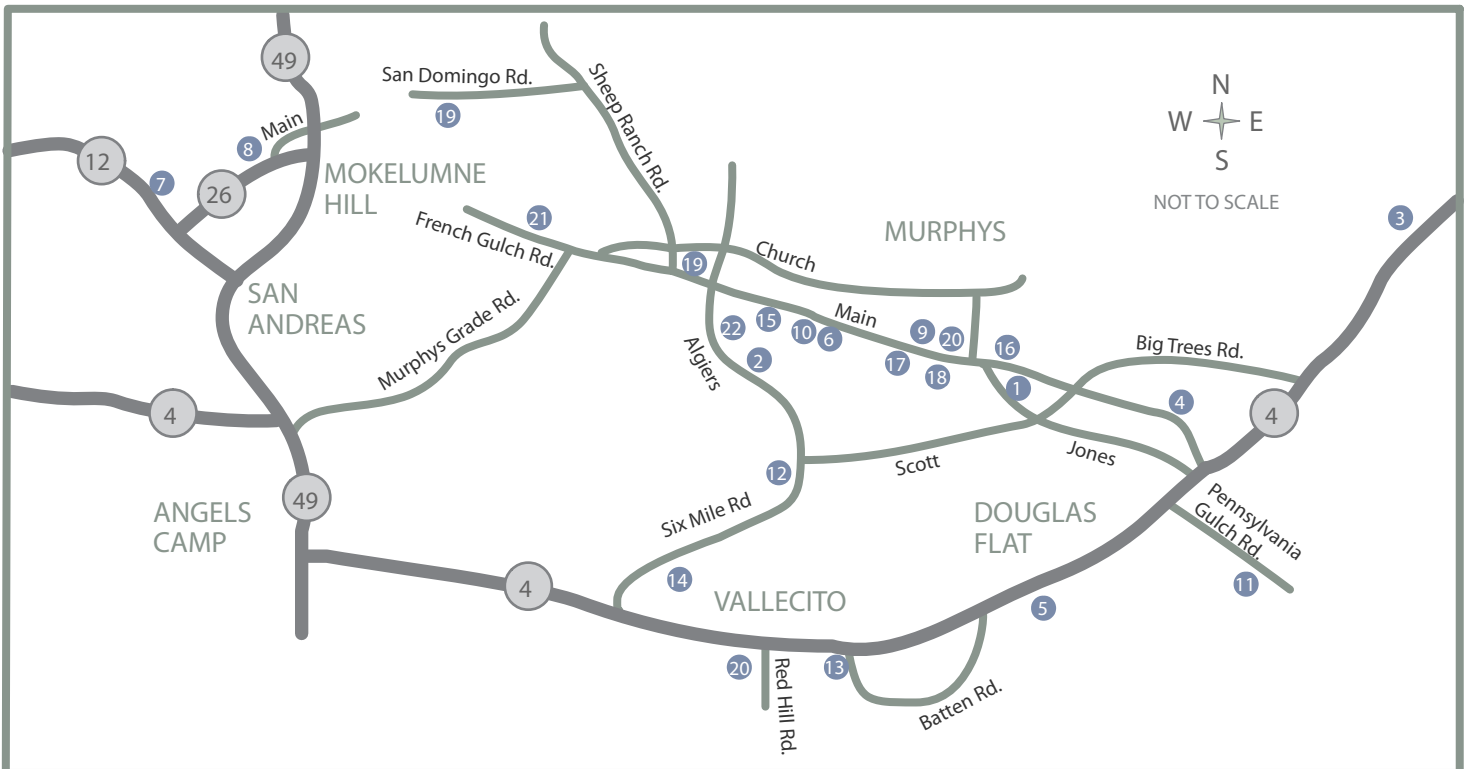 49
San Domingo Rd.
19
Sheep Ranch Rd.
N
W E
S
NOT TO SCALE
8
Main
12
7
26
MOKELUMNE
HILL
3
French Gulch Rd.
21
MURPHYS
19
Church
SAN
ANDREAS
Murphys Grade Rd.
Algiers
22
15
10
6
Main
9
20
16
2
17
18
1
Big Trees Rd.
4
4
4
Scott
Jones
12
49
ANGELS
CAMP
Six Mile Rd
DOUGLAS
FLAT
Pennsylvania
Gulch Rd.
11
14
4
VALLECITO
5
20
Red Hill Rd.
13
Batten Rd.